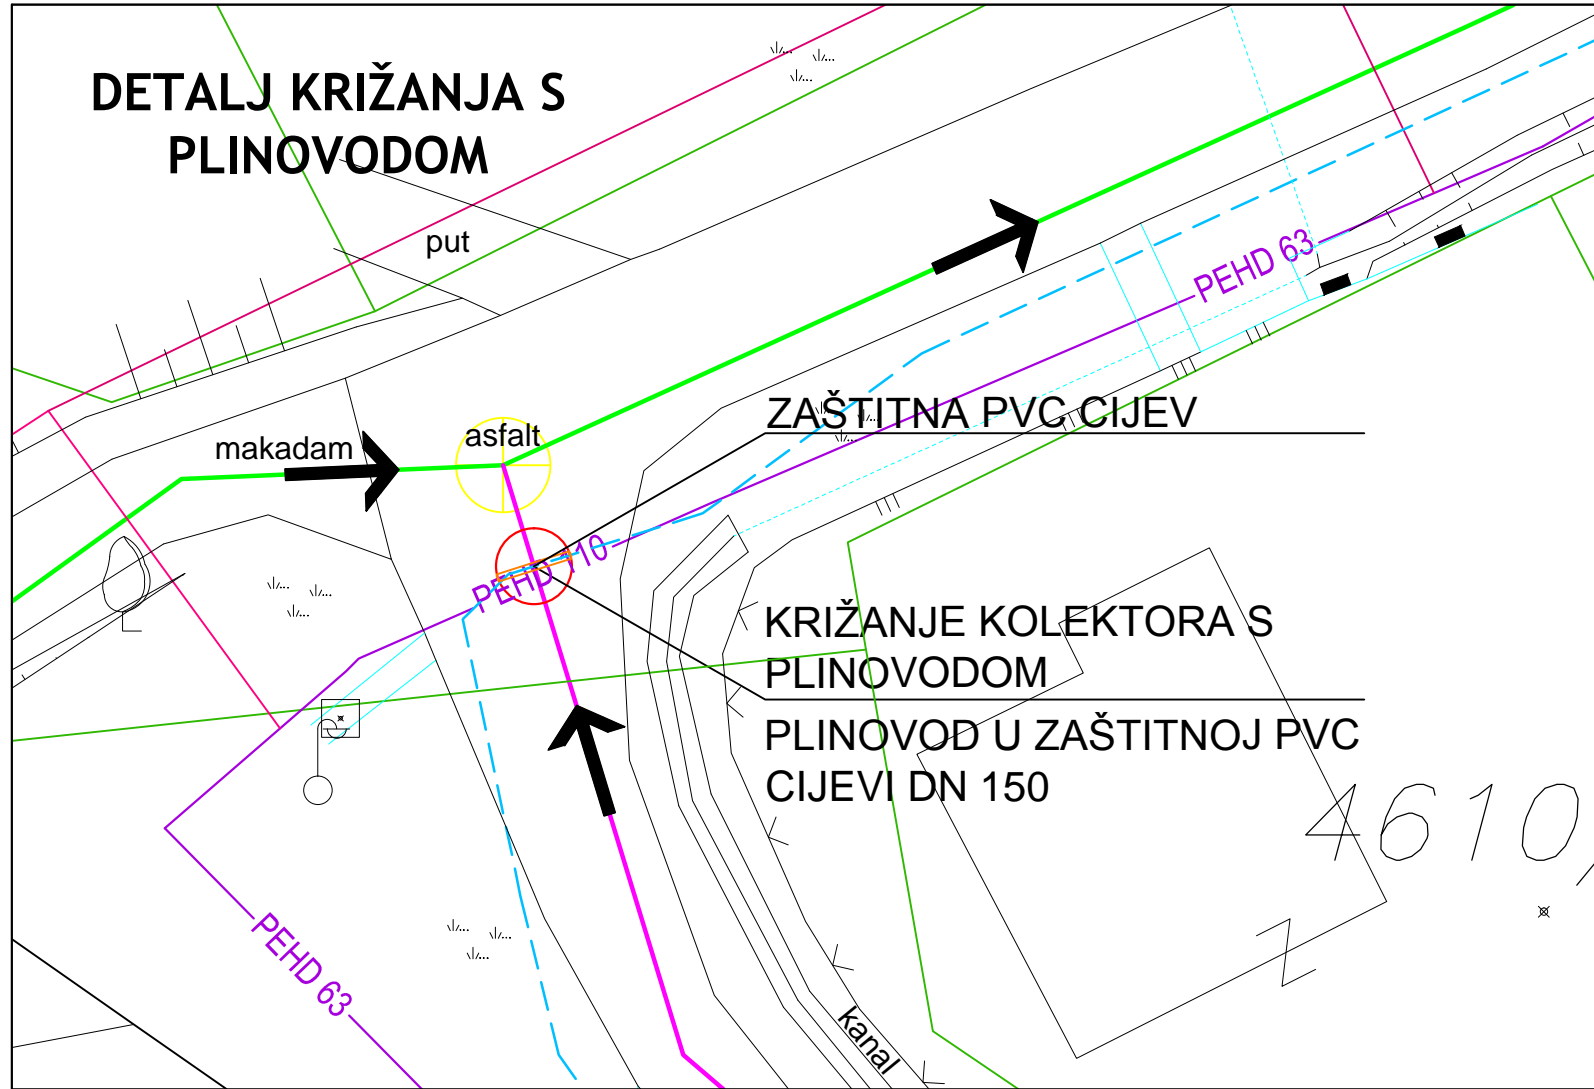 DETALJ KRIŽANJA S
PLINOVODOM
put
PEHD 63
ZAŠTITNA PVC CIJEV
makadam
asfalt
PEHD 110
KRIŽANJE KOLEKTORA S
PLINOVODOM
PLINOVOD U ZAŠTITNOJ PVC
CIJEVI DN 150
4610/
PEHD 63
kanal